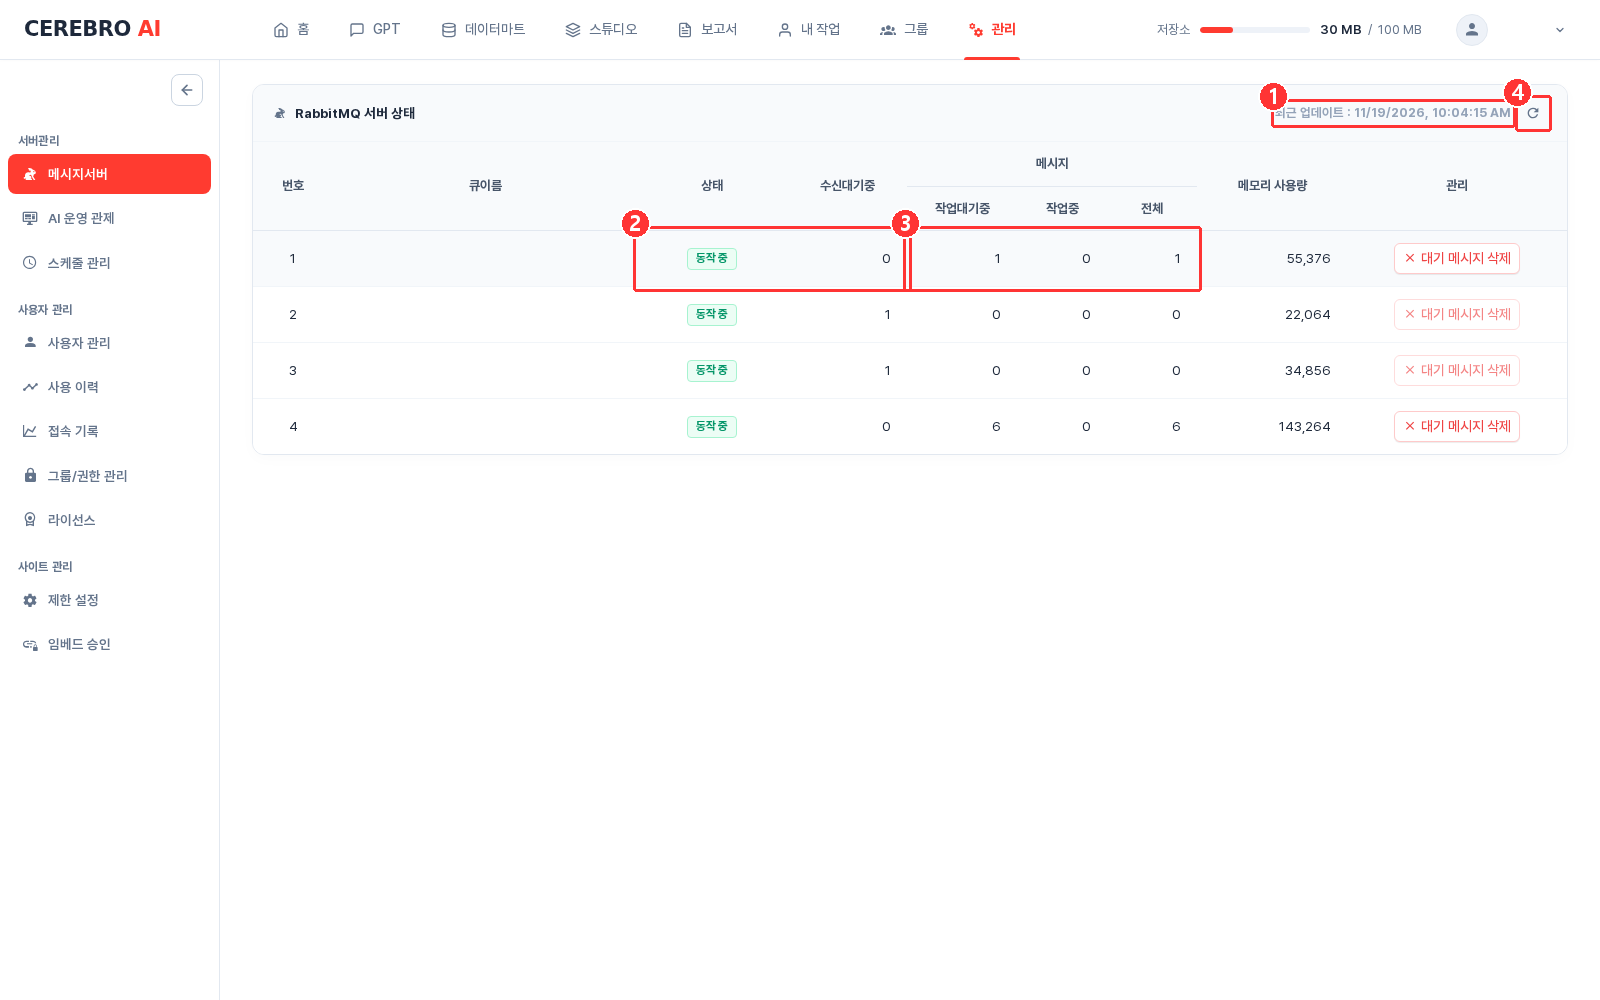 CEREBRO AI
홈 GPT 데이터마트 스튜디오 보고서 내 작업 그룹 관리
저장소 30 MB / 100 MB
서버관리
메시지서버
AI 운영 관제
스케줄 관리
사용자 관리
사용자 관리
사용 이력
접속 기록
그룹/권한 관리
라이선스
사이트 관리
제한 설정
임베드 승인
RabbitMQ 서버 상태
1 최근 업데이트 : 11/19/2026, 10:04:15 AM 4
번호 큐이름 상태 수신대기중 메시지 메모리 사용량 관리
작업대기중 작업중 전체
2 3
1 동작중 0 1 0 1 55,376 대기 메시지 삭제
2 동작중 1 0 0 0 22,064 대기 메시지 삭제
3 동작중 1 0 0 0 34,856 대기 메시지 삭제
4 동작중 0 6 0 6 143,264 대기 메시지 삭제